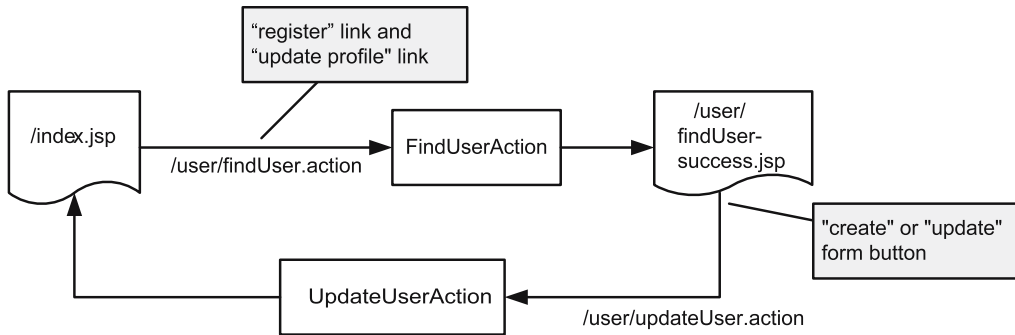 “register” link and
“update profile" link
/index.jsp
/user/findUser.action
FindUserAction
/user/
findUser-
success.jsp
"create" or "update"
form button
UpdateUserAction
/user/updateUser.action